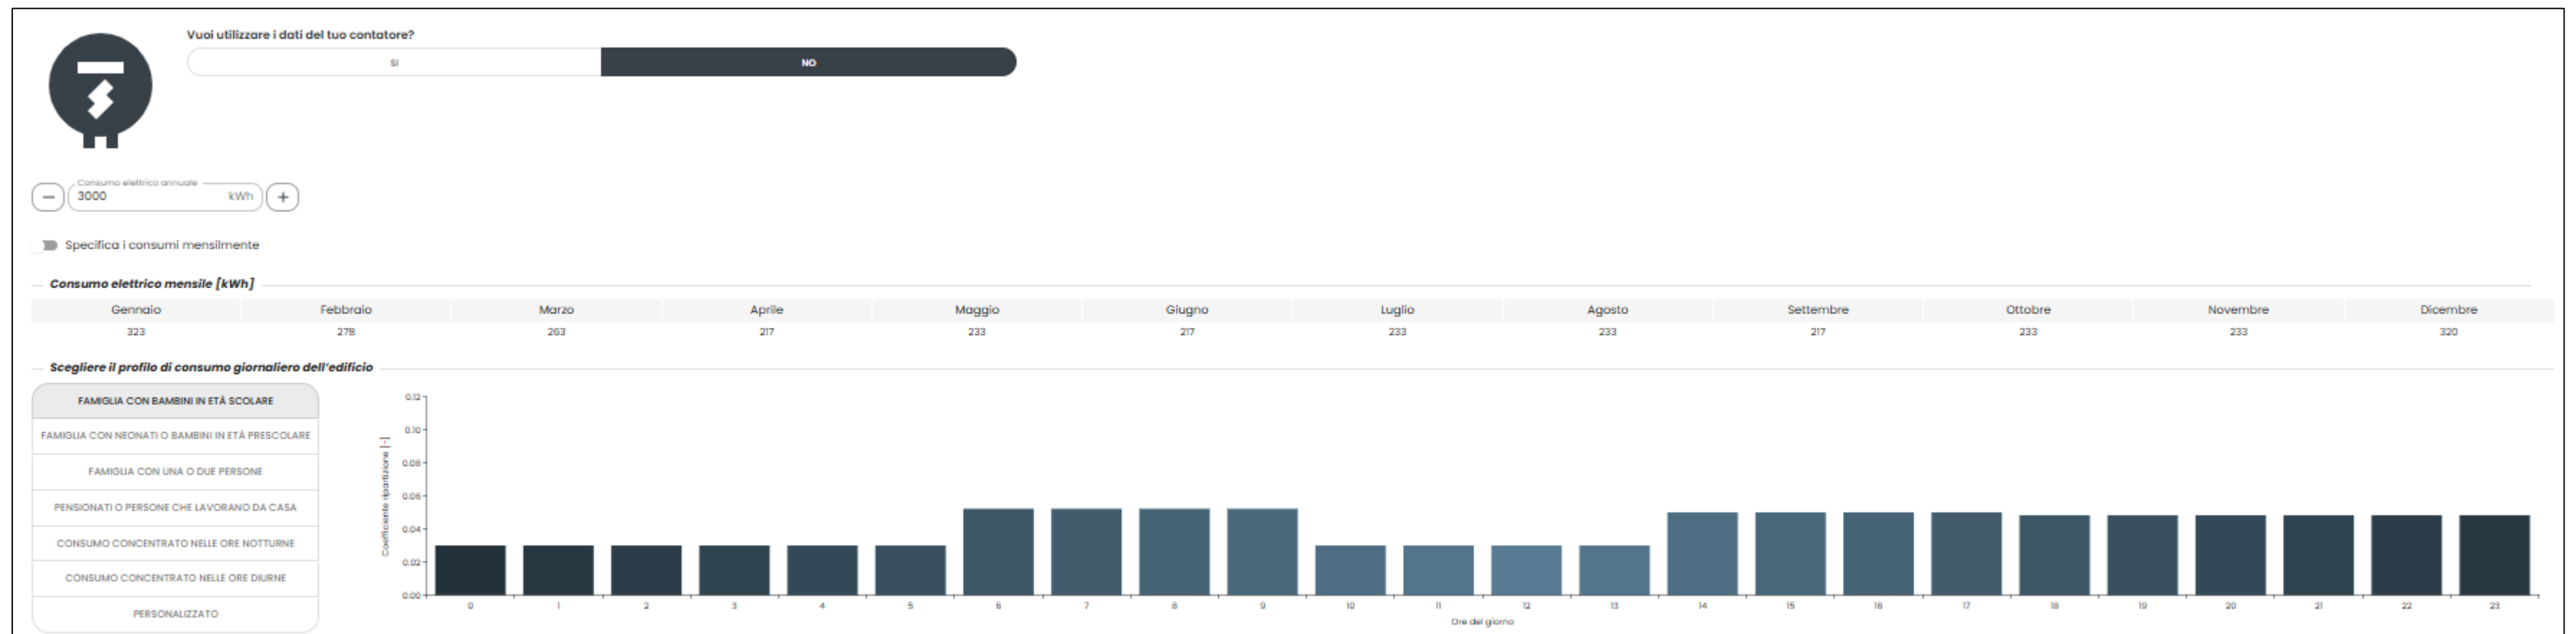 Vuoi utilizzare i dati del tuo contatore?
SI NO
Consumo elettrico annuale
3000 kWh
Specifica i consumi mensilmente
Consumo elettrico mensile [kWh]
Gennaio Febbraio Marzo Aprile Maggio Giugno Luglio Agosto Settembre Ottobre Novembre Dicembre
323 278 263 217 233 217 233 233 217 233 233 320
Scegliere il profilo di consumo giornaliero dell'edificio
FAMIGLIA CON BAMBINI IN ETÀ SCOLARE
FAMIGLIA CON NEONATI O BAMBINI IN ETÀ PRESCOLARE
FAMIGLIA CON UNA O DUE PERSONE
PENSIONATI O PERSONE CHE LAVORANO DA CASA
CONSUMO CONCENTRATO NELLE ORE NOTTURNE
CONSUMO CONCENTRATO NELLE ORE DIURNE
PERSONALIZZATO
Coefficiente ripartizione [-]
0.12
0.10
0.08
0.06
0.04
0.02
0.00
0 1 2 3 4 5 6 7 8 9 10 11 12 13 14 15 16 17 18 19 20 21 22 23
Ore del giorno